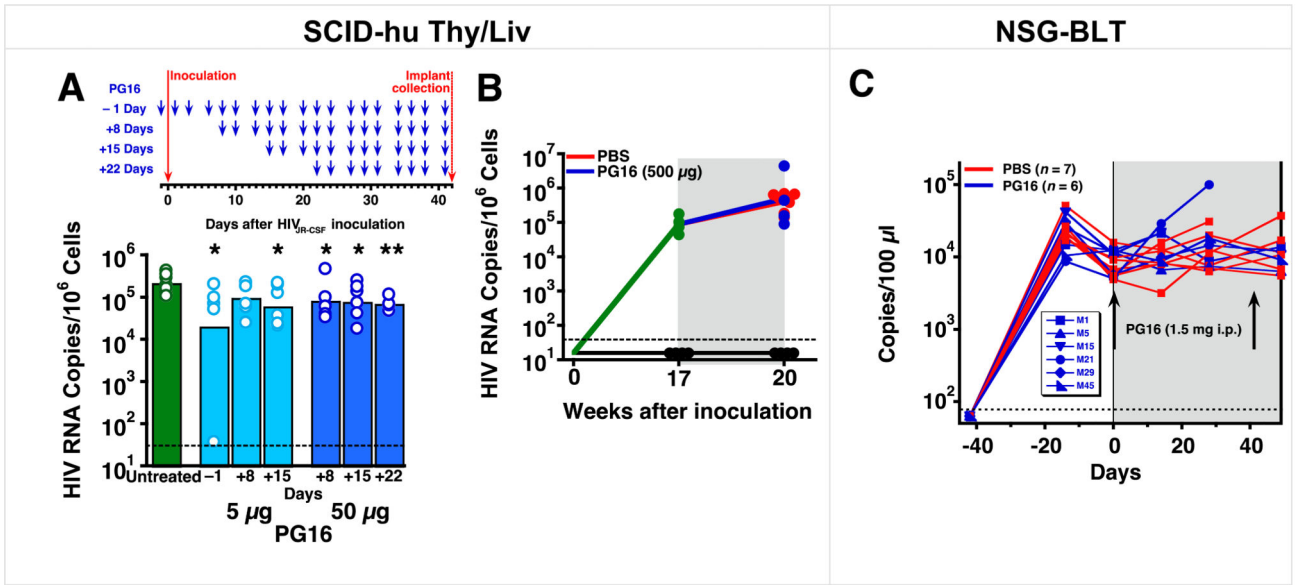 SCID-hu Thy/Liv
NSG-BLT
A
PG16
Inoculation
Implant
collection
– 1 Day
+8 Days
+15 Days
+22 Days
0 10 20 30 40
Days after HIV JR-CSF inoculation
HIV RNA Copies/10⁶ Cells
* * * * **
10⁶
10⁵
10⁴
10³
10²
10¹
Untreated –1 +8 +15 +8 +15 +22
Days
5 µg 50 µg
PG16
B
HIV RNA Copies/10⁶ Cells
PBS
PG16 (500 µg)
10⁷
10⁶
10⁵
10⁴
10³
10²
10¹
0 17 20
Weeks after inoculation
C
Copies/100 µl
PBS (n = 7)
PG16 (n = 6)
10⁵
10⁴
10³
10²
M1
M5
M15
M21
M29
M45
PG16 (1.5 mg i.p.)
-40 -20 0 20 40
Days